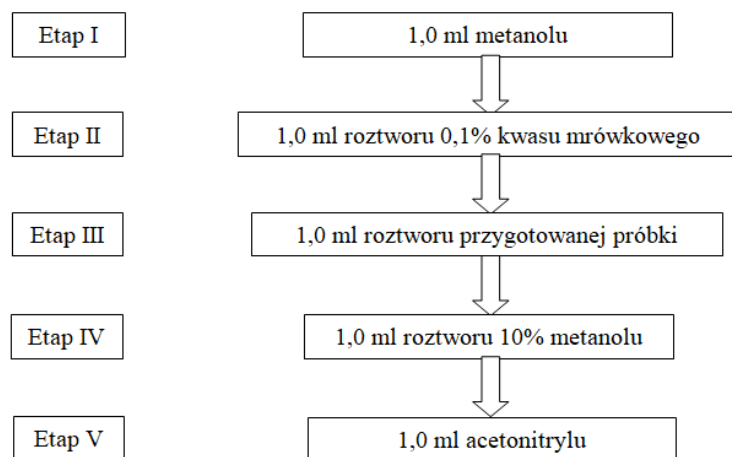 Etap I
1,0 ml metanolu
Etap II
1,0 ml roztworu 0,1% kwasu mrówkowego
Etap III
1,0 ml roztworu przygotowanej próbki
Etap IV
1,0 ml roztworu 10% metanolu
Etap V
1,0 ml acetonitrylu